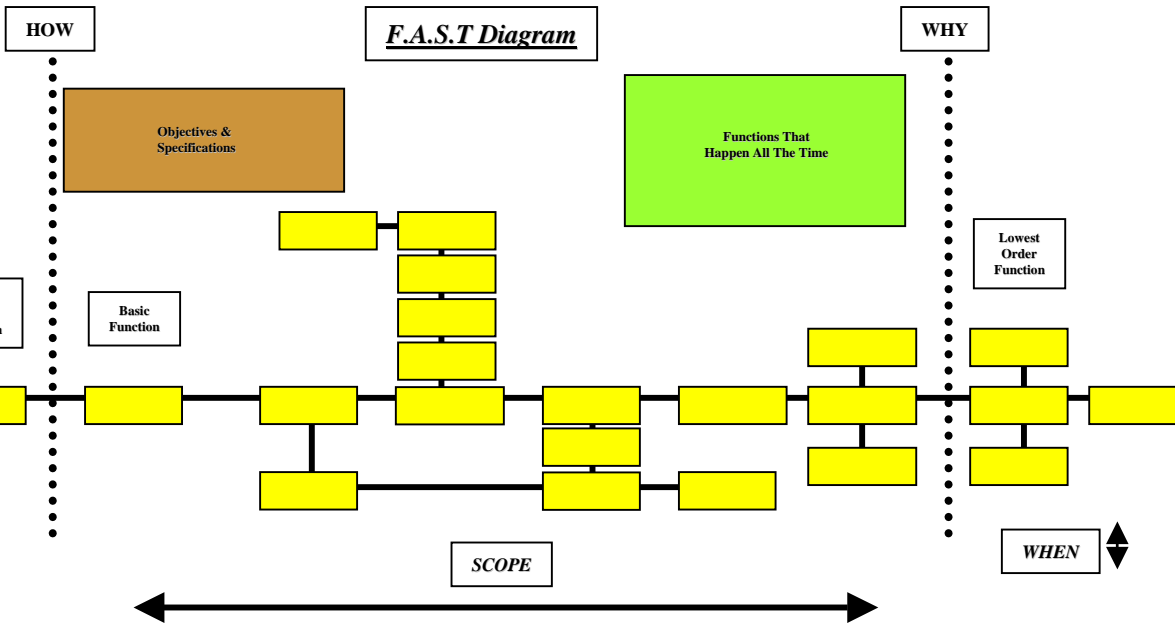 HOW
F.A.S.T Diagram
WHY
Objectives &
Specifications
Functions That
Happen All The Time
Lowest
Order
Function
Basic
Function
SCOPE
WHEN